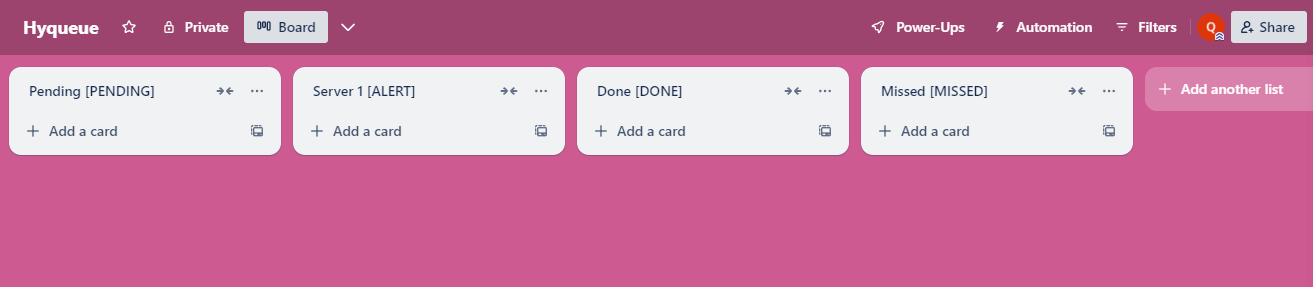 Hyqueue Private Board Power-Ups Automation Filters Q Share
Pending [PENDING] Server 1 [ALERT] Done [DONE] Missed [MISSED] + Add another list
+ Add a card + Add a card + Add a card + Add a card